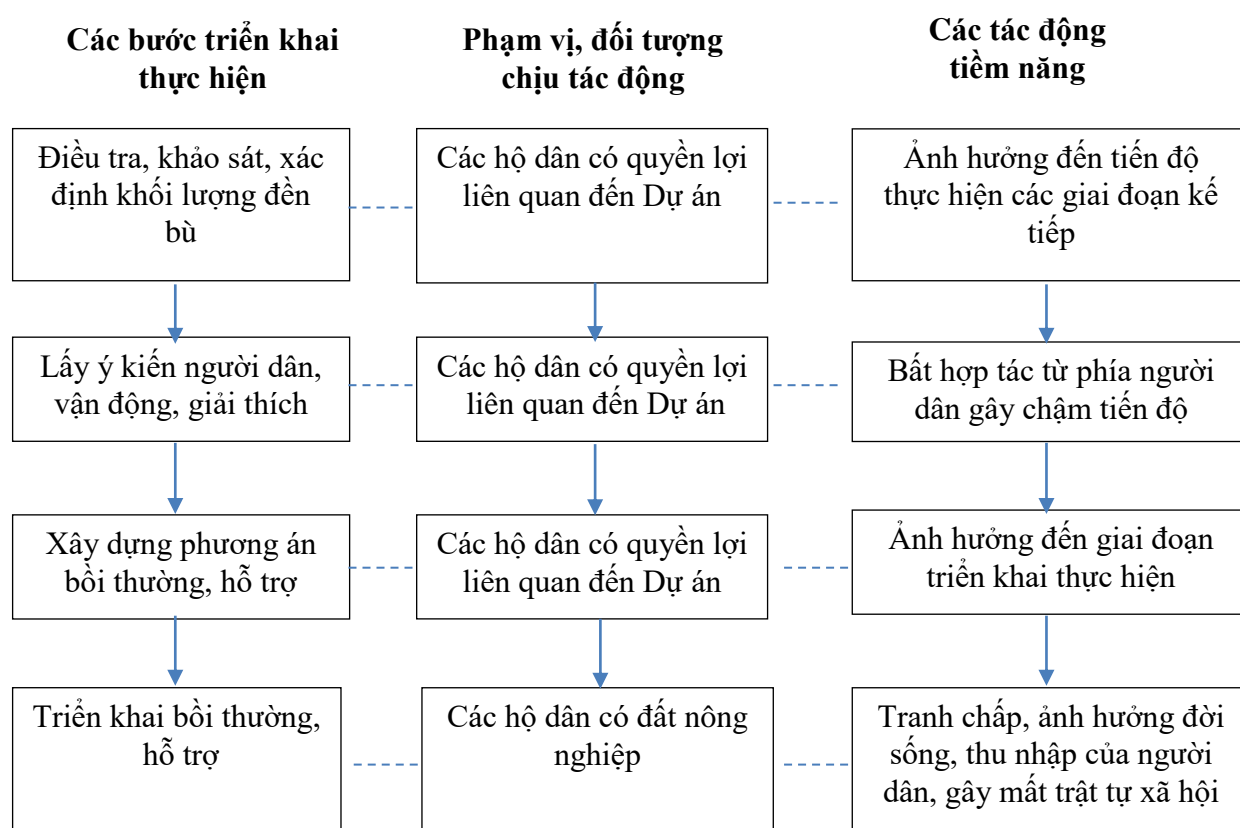 Các bước triển khai
thực hiện
Phạm vị, đối tượng
chịu tác động
Các tác động
tiềm năng
Điều tra, khảo sát, xác
định khối lượng đền
bù
Các hộ dân có quyền lợi
liên quan đến Dự án
Ảnh hưởng đến tiến độ
thực hiện các giai đoạn kế
tiếp
Lấy ý kiến người dân,
vận động, giải thích
Các hộ dân có quyền lợi
liên quan đến Dự án
Bất hợp tác từ phía người
dân gây chậm tiến độ
Xây dựng phương án
bồi thường, hỗ trợ
Các hộ dân có quyền lợi
liên quan đến Dự án
Ảnh hưởng đến giai đoạn
triển khai thực hiện
Triển khai bồi thường,
hỗ trợ
Các hộ dân có đất nông
nghiệp
Tranh chấp, ảnh hưởng đời
sống, thu nhập của người
dân, gây mất trật tự xã hội